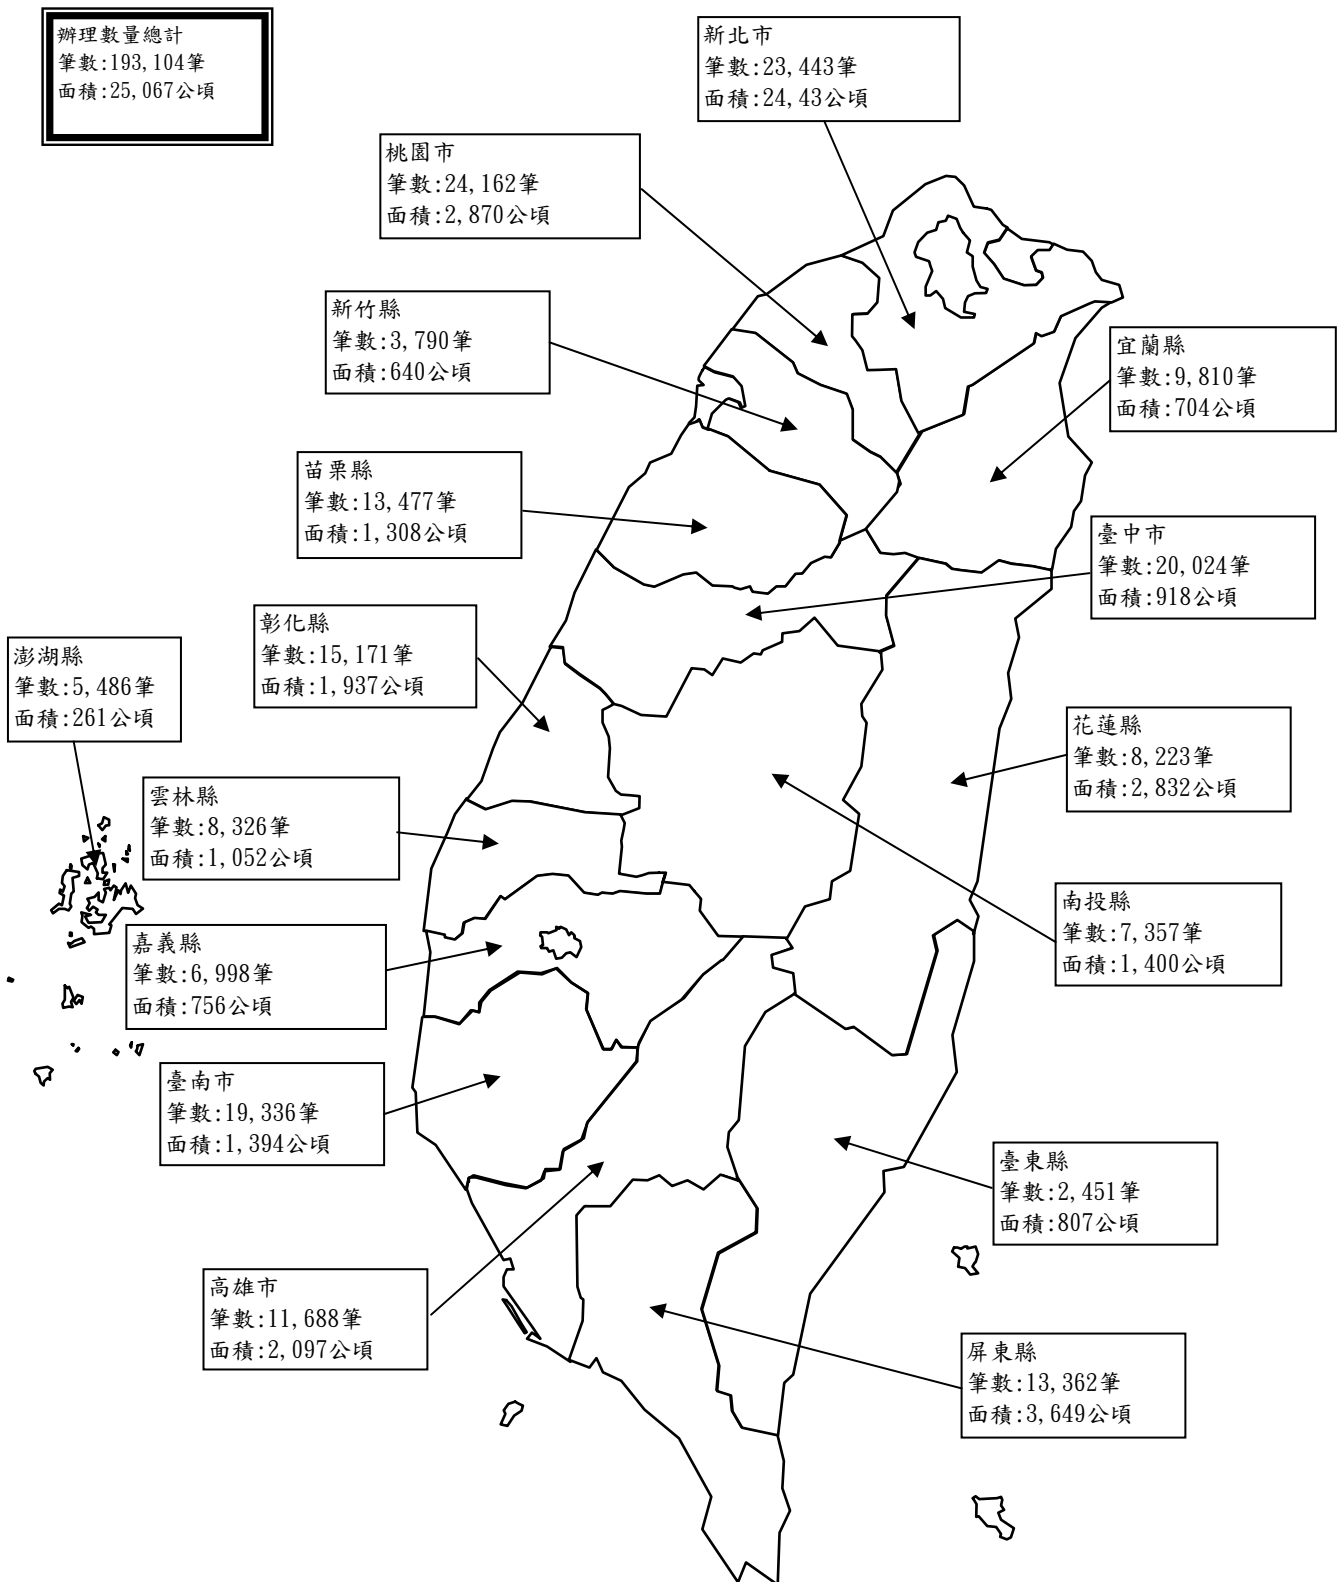 辦理數量總計
筆數:193,104筆
面積:25,067公頃
新北市
筆數:23,443筆
面積:24,43公頃
桃園市
筆數:24,162筆
面積:2,870公頃
新竹縣
筆數:3,790筆
面積:640公頃
宜蘭縣
筆數:9,810筆
面積:704公頃
苗栗縣
筆數:13,477筆
面積:1,308公頃
臺中市
筆數:20,024筆
面積:918公頃
彰化縣
筆數:15,171筆
面積:1,937公頃
澎湖縣
筆數:5,486筆
面積:261公頃
花蓮縣
筆數:8,223筆
面積:2,832公頃
雲林縣
筆數:8,326筆
面積:1,052公頃
南投縣
筆數:7,357筆
面積:1,400公頃
嘉義縣
筆數:6,998筆
面積:756公頃
臺南市
筆數:19,336筆
面積:1,394公頃
臺東縣
筆數:2,451筆
面積:807公頃
高雄市
筆數:11,688筆
面積:2,097公頃
屏東縣
筆數:13,362筆
面積:3,649公頃